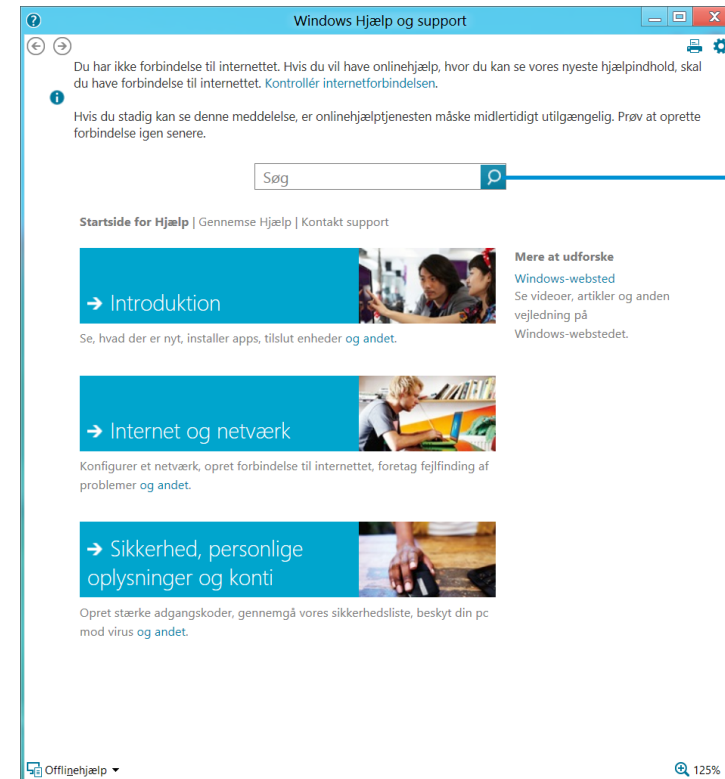 Windows Hjælp og support
Du har ikke forbindelse til internettet. Hvis du vil have onlinehjælp, hvor du kan se vores nyeste hjælpindhold, skal
du have forbindelse til internettet. Kontrollér internetforbindelsen.
Hvis du stadig kan se denne meddelelse, er onlinehjælptjenesten måske midlertidigt utilgængelig. Prøv at oprette
forbindelse igen senere.
Søg
Startside for Hjælp | Gennemse Hjælp | Kontakt support
Introduktion
Se, hvad der er nyt, installer apps, tilslut enheder og andet.
Mere at udforske
Windows-websted
Se videoer, artikler og anden
vejledning på
Windows-webstedet.
Internet og netværk
Konfigurer et netværk, opret forbindelse til internettet, foretag fejlfinding af
problemer og andet.
Sikkerhed, personlige
oplysninger og konti
Opret stærke adgangskoder, gennemgå vores sikkerhedsliste, beskyt din pc
mod virus og andet.
Offlinehjælp
125%